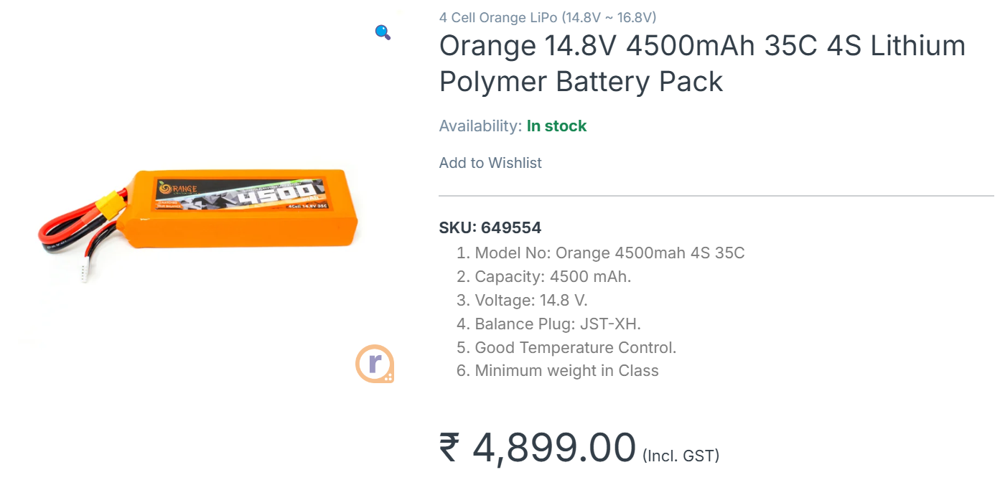 4 Cell Orange LiPo (14.8V ~ 16.8V)
Orange 14.8V 4500mAh 35C 4S Lithium
Polymer Battery Pack
Availability: In stock
Add to Wishlist
ORANGE
4500
4Cell 14.8V 35C
SKU: 649554
1. Model No: Orange 4500mah 4S 35C
2. Capacity: 4500 mAh.
3. Voltage: 14.8 V.
4. Balance Plug: JST-XH.
5. Good Temperature Control.
6. Minimum weight in Class
r
₹ 4,899.00 (Incl. GST)